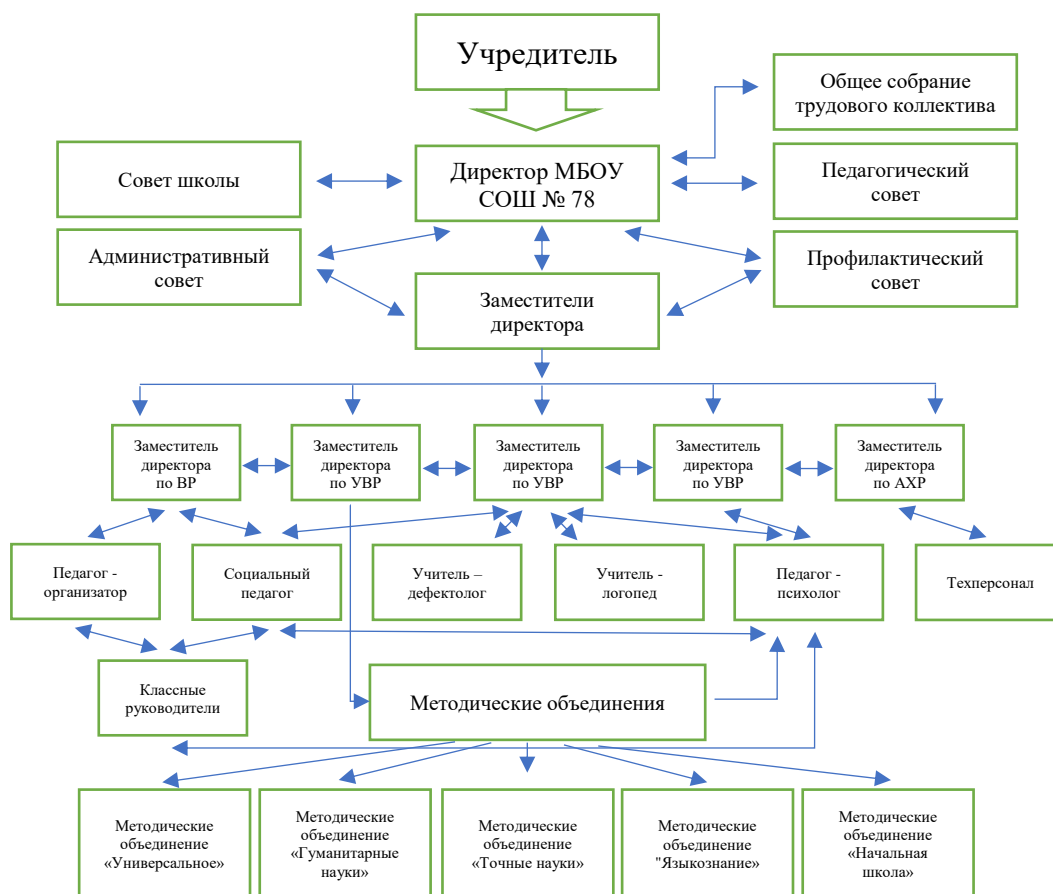 Учредитель
Общее собрание
трудового коллектива
Совет школы
Директор МБОУ
СОШ № 78
Педагогический
совет
Административный
совет
Профилактический
совет
Заместители
директора
Заместитель
директора
по ВР
Заместитель
директора
по УВР
Заместитель
директора
по УВР
Заместитель
директора
по УВР
Заместитель
директора
по АХР
Педагог -
организатор
Социальный
педагог
Учитель –
дефектолог
Учитель -
логопед
Педагог -
психолог
Техперсонал
Классные
руководители
Методические объединения
Методические
объединение
«Универсальное»
Методические
объединение
«Гуманитарные
науки»
Методические
объединение
«Точные науки»
Методические
объединение
"Языкознание»
Методические
объединение
«Начальная
школа»